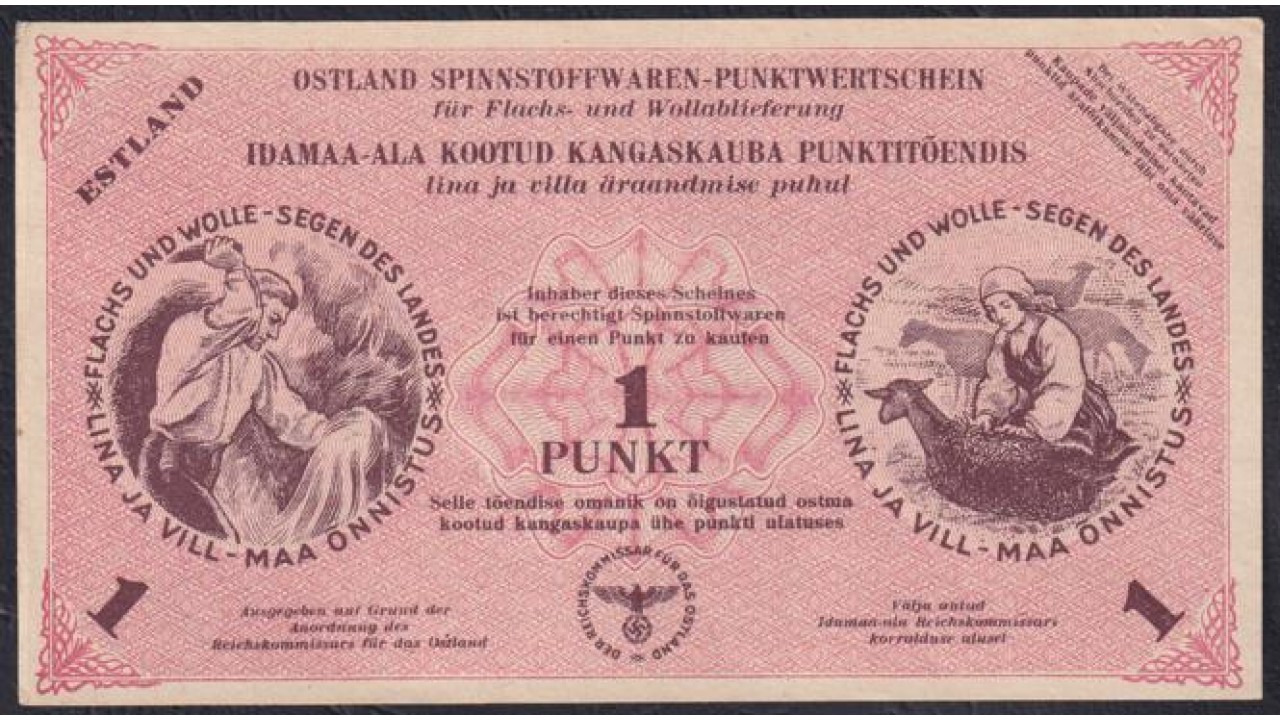 ESTLAND
OSTLAND SPINNSTOFFWAREN-PUNKTWERTSCHEIN
für Flachs- und Wollablieferung
IDAMAA-ALA KOOTUD KANGASKAUBA PUNKTITÕENDIS
lina ja villa äraandmise puhul
FLACHS UND WOLLE - SEGEN DES LANDES
LINA JA VILL - MAA ÕNNISTUS
FLACHS UND WOLLE - SEGEN DES LANDES
LINA JA VILL - MAA ÕNNISTUS
Inhaber dieses Scheines
ist berechtigt Spinnstoffwaren
für einen Punkt zu kaufen
1
PUNKT
Selle tõendise omanik on õigustatud ostma
kootud kangaskaupa ühe punkti ulatuses
1
Ausgegeben auf Grund der
Anordnung des
Reichskommissars für das Ostland
DER REICHSKOMMISSAR FÜR DAS OSTLAND
Välja antud
Idamaa-ala Reichskommissars
korralduse alusel
1